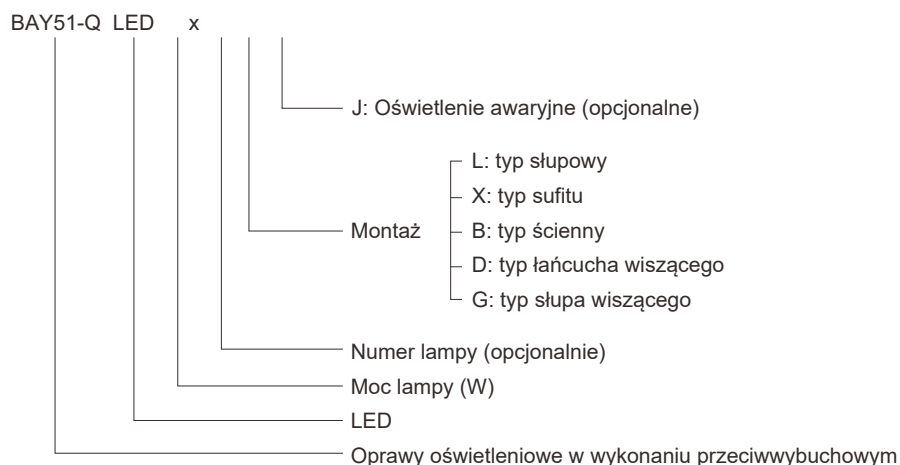 BAY51-Q LED x
J: Oświetlenie awaryjne (opcjonalne)
L: typ słupowy
X: typ sufitu
Montaż
B: typ ścienny
D: typ łańcucha wiszącego
G: typ słupa wiszącego
Numer lampy (opcjonalnie)
Moc lampy (W)
LED
Oprawy oświetleniowe w wykonaniu przeciwwybuchowym